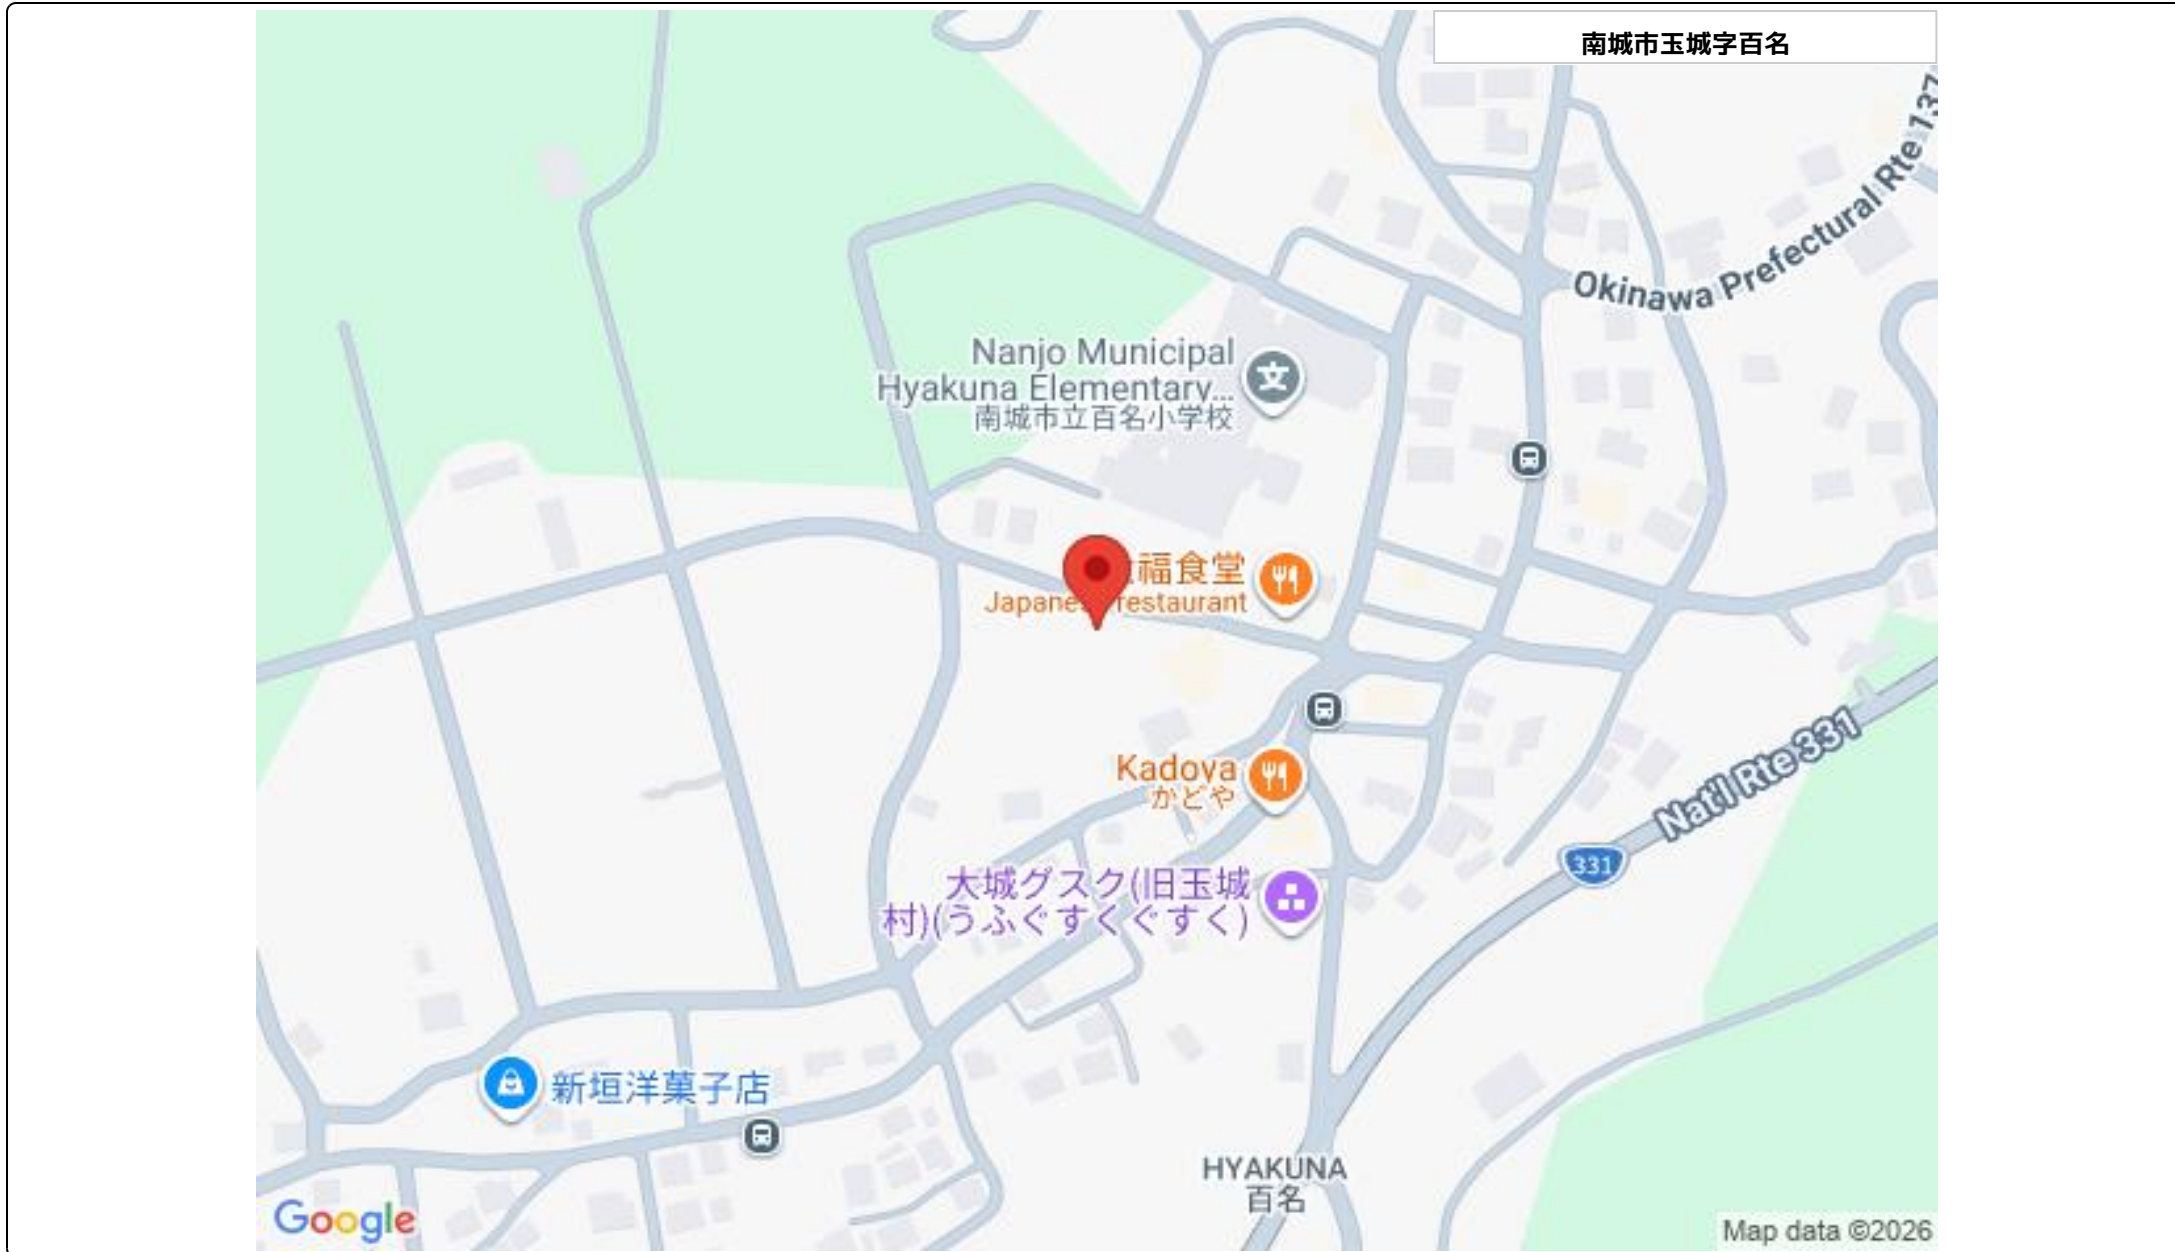 南城市玉城字百名
Okinawa Prefectural Rte 137
Nanjo Municipal
Hyakuna Elementary...
南城市立百名小学校
福食堂
restaurant
Kadoya
かどや
Nat'l Rte 331
331
大城グスク(旧玉城
村)(うふぐすくぐすく)
新垣洋菓子店
HYAKUNA
百名
Google
Map data ©2026